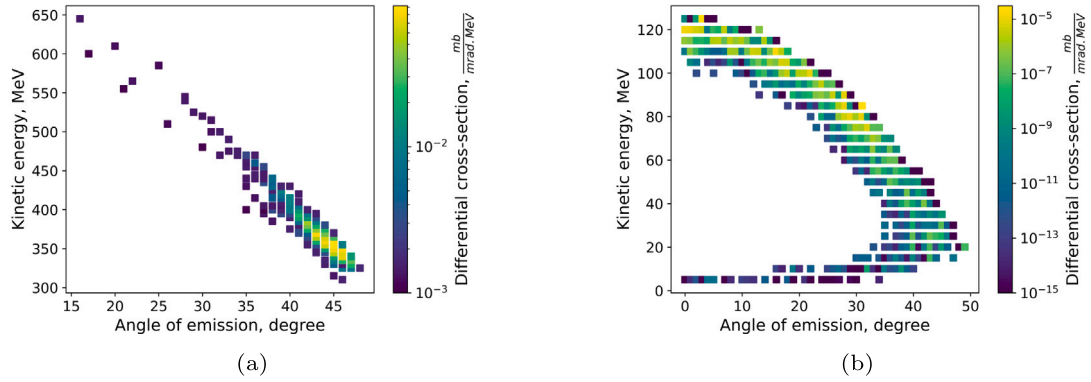 650
600
550
500
450
400
350
300
Kinetic energy, MeV
15 20 25 30 35 40 45
Angle of emission, degree
10⁻²
10⁻³
Differential cross-section, mb / mrad.MeV
(a)
120
100
80
60
40
20
0
Kinetic energy, MeV
0 10 20 30 40 50
Angle of emission, degree
10⁻⁵
10⁻⁷
10⁻⁹
10⁻¹¹
10⁻¹³
10⁻¹⁵
Differential cross-section, mb / mrad.MeV
(b)